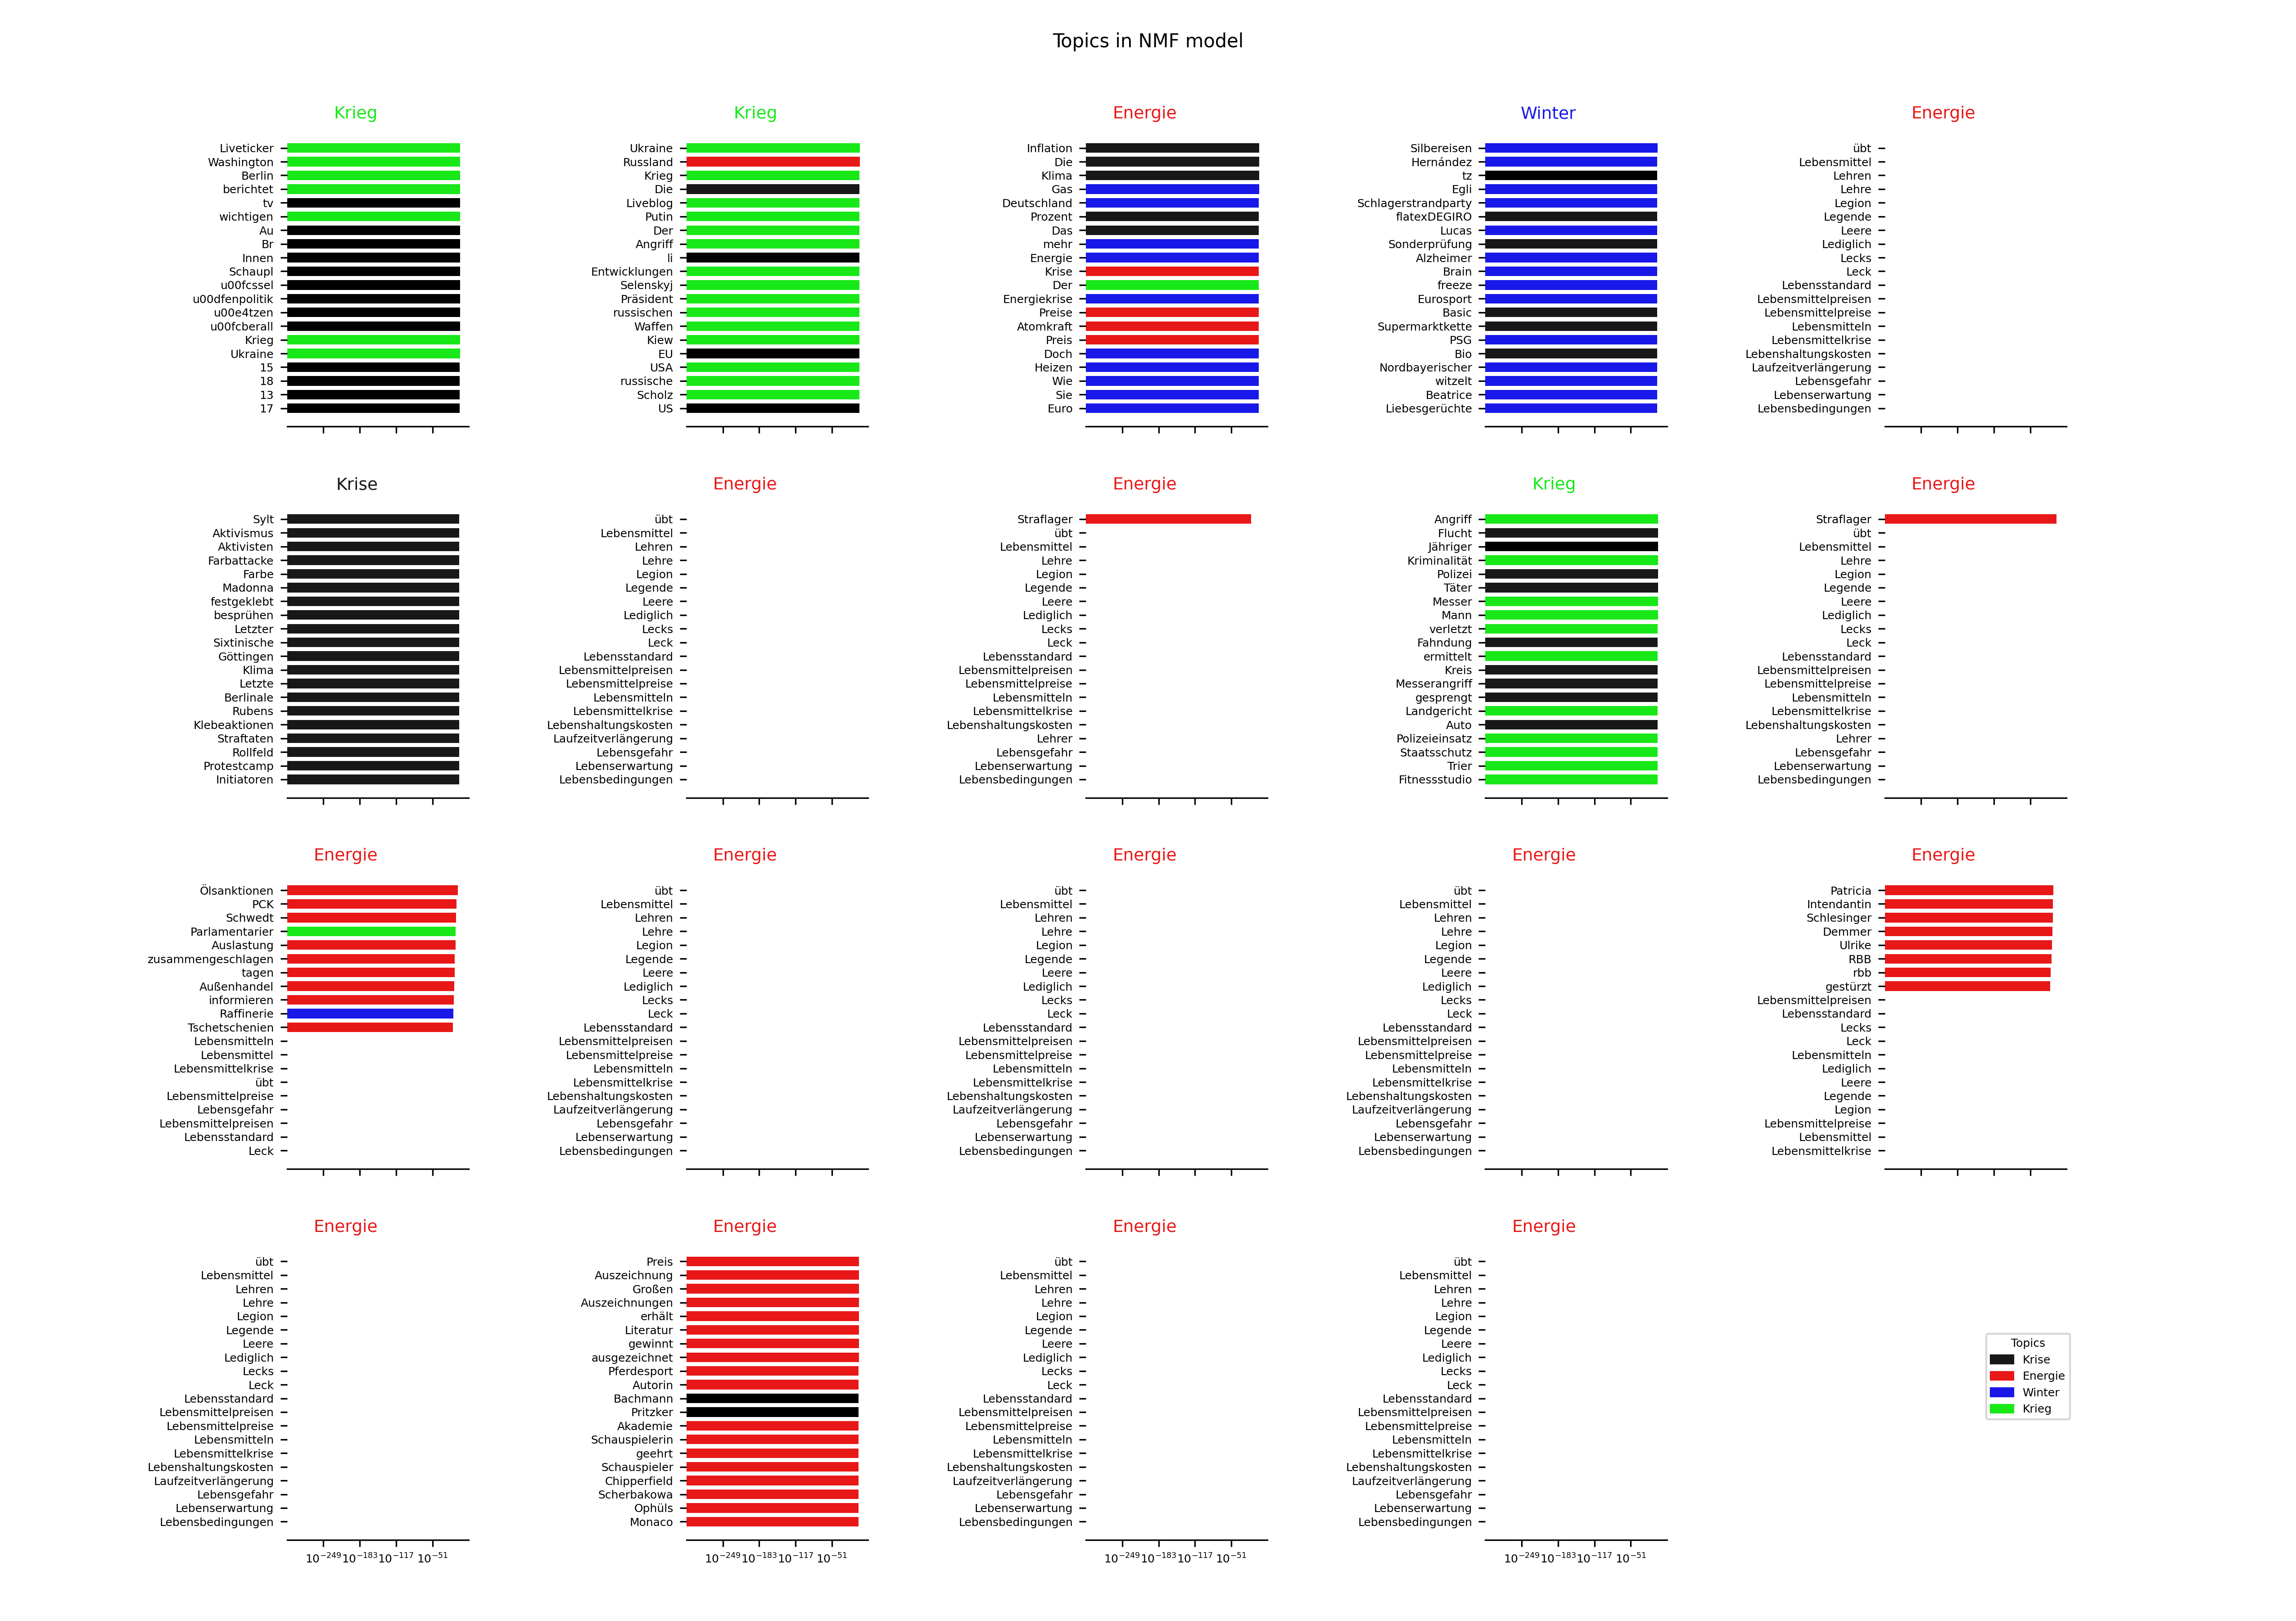 Topics in NMF model
Krieg
Liveticker
Washington
Berlin
berichtet
tv
wichtigen
Au
Br
Innen
Schaupl
u00fcssel
u00dfenpolitik
u00e4tzen
u00fcberall
Krieg
Ukraine
15
18
13
17
Krieg
Ukraine
Russland
Krieg
Die
Liveblog
Putin
Der
Angriff
li
Entwicklungen
Selenskyj
Präsident
russischen
Waffen
Kiew
EU
USA
russische
Scholz
US
Energie
Inflation
Die
Klima
Gas
Deutschland
Prozent
Das
mehr
Energie
Krise
Der
Energiekrise
Preise
Atomkraft
Preis
Doch
Heizen
Wie
Sie
Euro
Winter
Silbereisen
Hernández
tz
Egli
Schlagerstrandparty
flatexDEGIRO
Lucas
Sonderprüfung
Alzheimer
Brain
freeze
Eurosport
Basic
Supermarktkette
PSG
Bio
Nordbayerischer
witzelt
Beatrice
Liebesgerüchte
Energie
übt
Lebensmittel
Lehren
Lehre
Legion
Legende
Leere
Lediglich
Lecks
Leck
Lebensstandard
Lebensmittelpreisen
Lebensmittelpreise
Lebensmitteln
Lebensmittelkrise
Lebenshaltungskosten
Laufzeitverlängerung
Lebensgefahr
Lebenserwartung
Lebensbedingungen
Krise
Sylt
Aktivismus
Aktivisten
Farbattacke
Farbe
Madonna
festgeklebt
besprühen
Letzter
Sixtinische
Göttingen
Klima
Letzte
Berlinale
Rubens
Klebeaktionen
Straftaten
Rollfeld
Protestcamp
Initiatoren
Energie
übt
Lebensmittel
Lehren
Lehre
Legion
Legende
Leere
Lediglich
Lecks
Leck
Lebensstandard
Lebensmittelpreisen
Lebensmittelpreise
Lebensmitteln
Lebensmittelkrise
Lebenshaltungskosten
Laufzeitverlängerung
Lebensgefahr
Lebenserwartung
Lebensbedingungen
Energie
Straflager
übt
Lebensmittel
Lehre
Legion
Legende
Leere
Lediglich
Lecks
Leck
Lebensstandard
Lebensmittelpreisen
Lebensmittelpreise
Lebensmitteln
Lebensmittelkrise
Lebenshaltungskosten
Lehrer
Lebensgefahr
Lebenserwartung
Lebensbedingungen
Krieg
Angriff
Flucht
Jähriger
Kriminalität
Polizei
Täter
Messer
Mann
verletzt
Fahndung
ermittelt
Kreis
Messerangriff
gesprengt
Landgericht
Auto
Polizeieinsatz
Staatsschutz
Trier
Fitnessstudio
Energie
Straflager
übt
Lebensmittel
Lehre
Legion
Legende
Leere
Lediglich
Lecks
Leck
Lebensstandard
Lebensmittelpreisen
Lebensmittelpreise
Lebensmitteln
Lebensmittelkrise
Lebenshaltungskosten
Lehrer
Lebensgefahr
Lebenserwartung
Lebensbedingungen
Energie
Ölsanktionen
PCK
Schwedt
Parlamentarier
Auslastung
zusammengeschlagen
tagen
Außenhandel
informieren
Raffinerie
Tschetschenien
Lebensmitteln
Lebensmittel
Lebensmittelkrise
übt
Lebensmittelpreise
Lebensgefahr
Lebensmittelpreisen
Lebensstandard
Leck
Energie
übt
Lebensmittel
Lehren
Lehre
Legion
Legende
Leere
Lediglich
Lecks
Leck
Lebensstandard
Lebensmittelpreisen
Lebensmittelpreise
Lebensmitteln
Lebensmittelkrise
Lebenshaltungskosten
Laufzeitverlängerung
Lebensgefahr
Lebenserwartung
Lebensbedingungen
Energie
übt
Lebensmittel
Lehren
Lehre
Legion
Legende
Leere
Lediglich
Lecks
Leck
Lebensstandard
Lebensmittelpreisen
Lebensmittelpreise
Lebensmitteln
Lebensmittelkrise
Lebenshaltungskosten
Laufzeitverlängerung
Lebensgefahr
Lebenserwartung
Lebensbedingungen
Energie
übt
Lebensmittel
Lehren
Lehre
Legion
Legende
Leere
Lediglich
Lecks
Leck
Lebensstandard
Lebensmittelpreisen
Lebensmittelpreise
Lebensmitteln
Lebensmittelkrise
Lebenshaltungskosten
Laufzeitverlängerung
Lebensgefahr
Lebenserwartung
Lebensbedingungen
Energie
Patricia
Intendantin
Schlesinger
Demmer
Ulrike
RBB
rbb
gestürzt
Lebensmittelpreisen
Lebensstandard
Lecks
Leck
Lebensmitteln
Lediglich
Leere
Legende
Legion
Lebensmittelpreise
Lebensmittel
Lebensmittelkrise
Energie
übt
Lebensmittel
Lehren
Lehre
Legion
Legende
Leere
Lediglich
Lecks
Leck
Lebensstandard
Lebensmittelpreisen
Lebensmittelpreise
Lebensmitteln
Lebensmittelkrise
Lebenshaltungskosten
Laufzeitverlängerung
Lebensgefahr
Lebenserwartung
Lebensbedingungen
10⁻²⁴⁹ 10⁻¹⁸³ 10⁻¹¹⁷ 10⁻⁵¹
Energie
Preis
Auszeichnung
Großen
Auszeichnungen
erhält
Literatur
gewinnt
ausgezeichnet
Pferdesport
Autorin
Bachmann
Pritzker
Akademie
Schauspielerin
geehrt
Schauspieler
Chipperfield
Scherbakowa
Ophüls
Monaco
10⁻²⁴⁹ 10⁻¹⁸³ 10⁻¹¹⁷ 10⁻⁵¹
Energie
übt
Lebensmittel
Lehren
Lehre
Legion
Legende
Leere
Lediglich
Lecks
Leck
Lebensstandard
Lebensmittelpreisen
Lebensmittelpreise
Lebensmitteln
Lebensmittelkrise
Lebenshaltungskosten
Laufzeitverlängerung
Lebensgefahr
Lebenserwartung
Lebensbedingungen
10⁻²⁴⁹ 10⁻¹⁸³ 10⁻¹¹⁷ 10⁻⁵¹
Energie
übt
Lebensmittel
Lehren
Lehre
Legion
Legende
Leere
Lediglich
Lecks
Leck
Lebensstandard
Lebensmittelpreisen
Lebensmittelpreise
Lebensmitteln
Lebensmittelkrise
Lebenshaltungskosten
Laufzeitverlängerung
Lebensgefahr
Lebenserwartung
Lebensbedingungen
10⁻²⁴⁹ 10⁻¹⁸³ 10⁻¹¹⁷ 10⁻⁵¹
Topics
Krise
Energie
Winter
Krieg